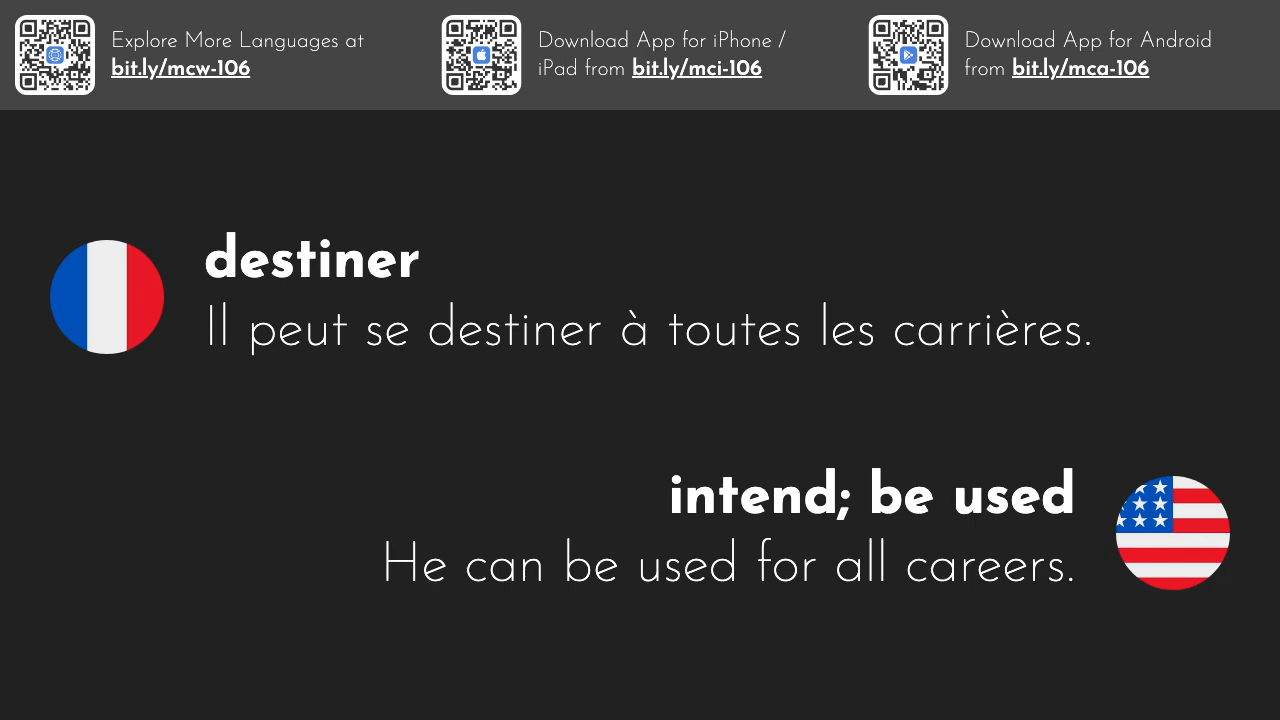 Explore More Languages at
bit.ly/mcw-106
Download App for iPhone /
iPad from bit.ly/mci-106
Download App for Android
from bit.ly/mca-106
destiner
Il peut se destiner à toutes les carrières.
intend; be used
He can be used for all careers.